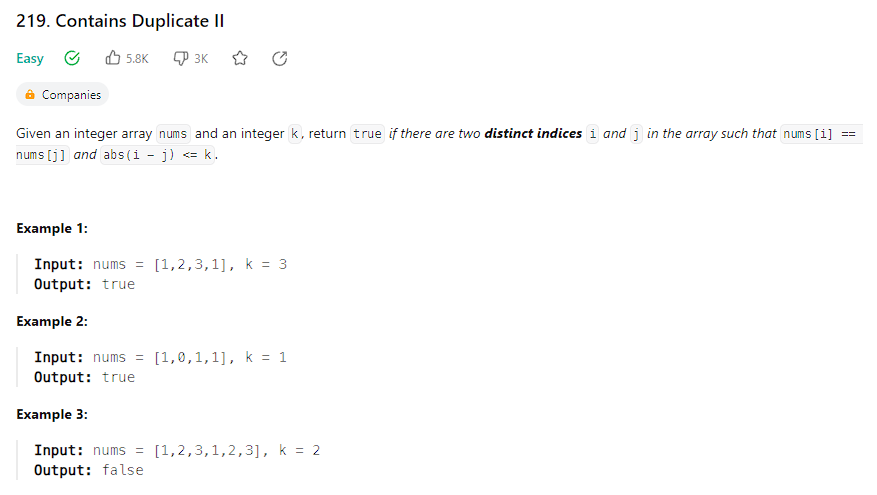 219. Contains Duplicate II
Easy 5.8K 3K
Companies
Given an integer array nums and an integer k, return true if there are two distinct indices i and j in the array such that nums[i] ==
nums[j] and abs(i - j) <= k.
Example 1:
Input: nums = [1,2,3,1], k = 3
Output: true
Example 2:
Input: nums = [1,0,1,1], k = 1
Output: true
Example 3:
Input: nums = [1,2,3,1,2,3], k = 2
Output: false